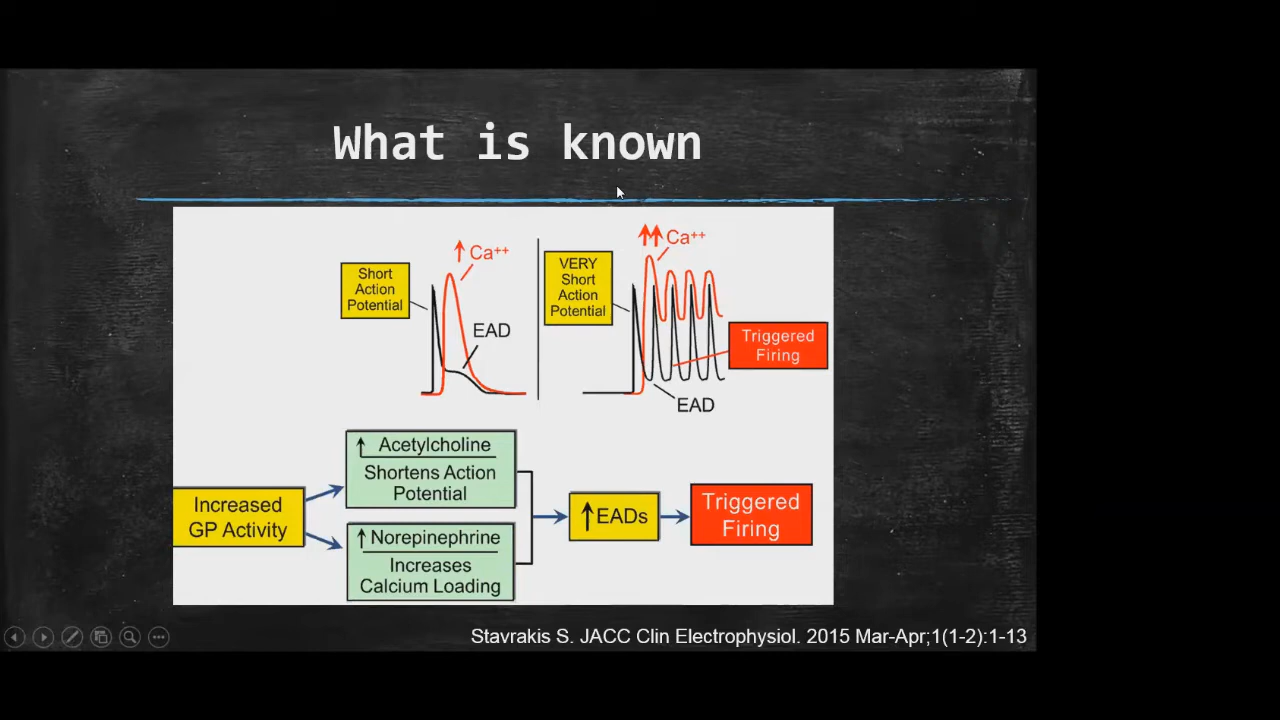 What is known
↑ Ca++
Short
Action
Potential
EAD
↑↑ Ca++
VERY
Short
Action
Potential
Triggered
Firing
EAD
Increased
GP Activity
↑ Acetylcholine
Shortens Action
Potential
↑ Norepinephrine
Increases
Calcium Loading
↑EADs
Triggered
Firing
Stavrakis S. JACC Clin Electrophysiol. 2015 Mar-Apr;1(1-2):1-13